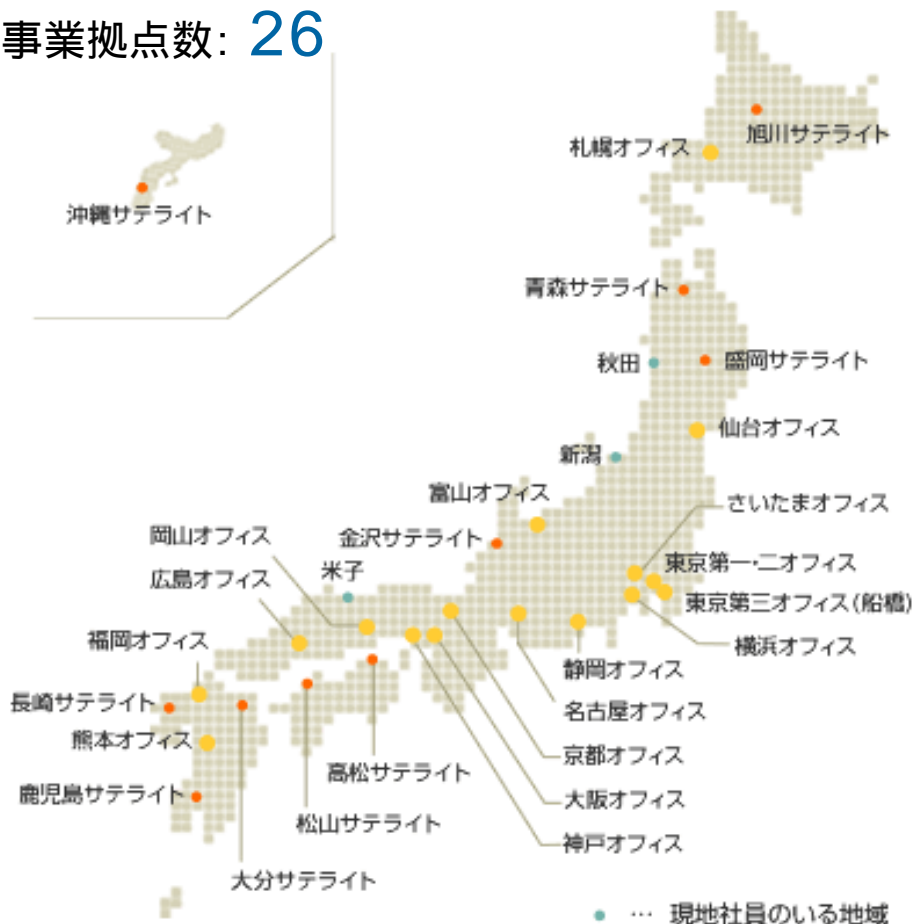 事業拠点数: 26
旭川サテライト
札幌オフィス
沖縄サテライト
青森サテライト
秋田
盛岡サテライト
仙台オフィス
新潟
富山オフィス
さいたまオフィス
岡山オフィス
金沢サテライト
東京第一・二オフィス
米子
広島オフィス
東京第三オフィス(船橋)
福岡オフィス
横浜オフィス
静岡オフィス
長崎サテライト
名古屋オフィス
熊本オフィス
京都オフィス
高松サテライト
鹿児島サテライト
大阪オフィス
松山サテライト
神戸オフィス
大分サテライト
… 現地社員のいる地域